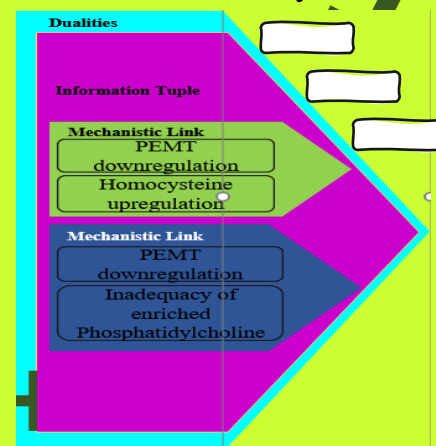 Dualities
Information Tuple
Mechanistic Link
PEMT
downregulation
Homocysteine
upregulation
Mechanistic Link
PEMT
downregulation
Inadequacy of
enriched
Phosphatidylcholine